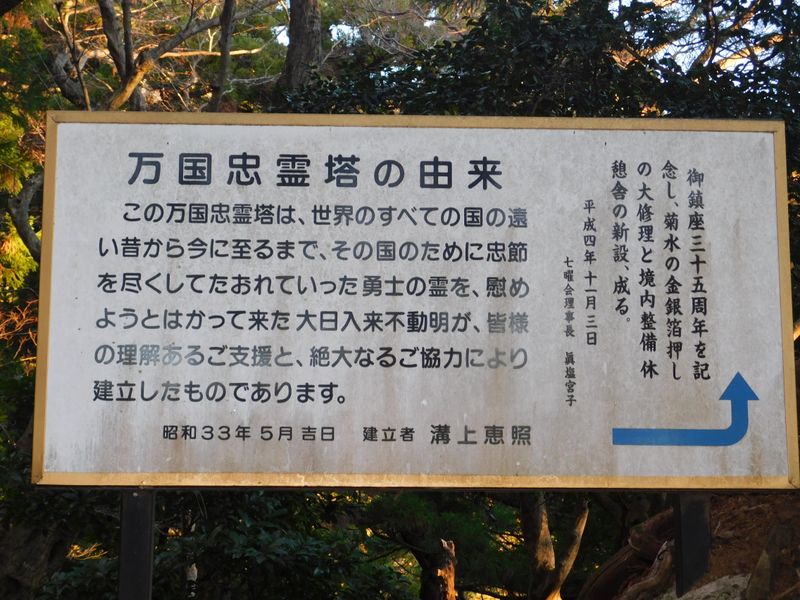 万国忠霊塔の由来
この万国忠霊塔は、世界のすべての国の遠
い昔から今に至るまで、その国のために忠節
を尽くしてたおれていった勇士の霊を、慰め
ようとはかって来た大日入来不動明が、皆様
の理解あるご支援と、絶大なるご協力により
建立したものであります。
昭和33年5月吉日 建立者 溝上恵照
御鎮座三十五周年を記
念し、菊水の金銀箔押し
の大修理と境内整備休
憩舎の新設、成る。
平成四年十一月三日
七曜会理事長 眞塩宮子